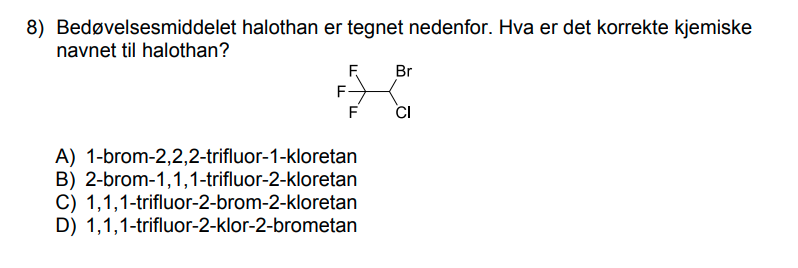 8) Bedøvelsesmiddelet halothan er tegnet nedenfor. Hva er det korrekte kjemiske
navnet til halothan?
F Br
F
F Cl
A) 1-brom-2,2,2-trifluor-1-kloretan
B) 2-brom-1,1,1-trifluor-2-kloretan
C) 1,1,1-trifluor-2-brom-2-kloretan
D) 1,1,1-trifluor-2-klor-2-brometan